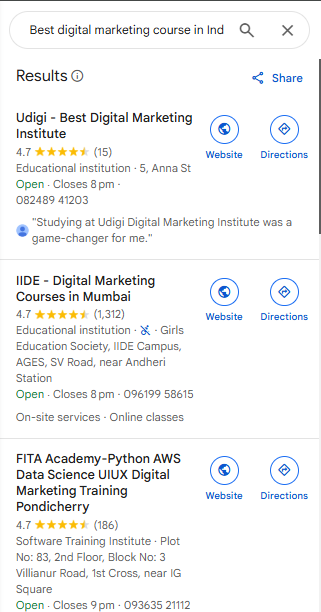 Best digital marketing course in Ind
Results
Share
Udigi - Best Digital Marketing
Institute
4.7 (15)
Educational institution · 5, Anna St
Open · Closes 8 pm ·
082489 41203
Website
Directions
"Studying at Udigi Digital Marketing Institute was a
game-changer for me."
IIDE - Digital Marketing
Courses in Mumbai
4.7 (1,312)
Educational institution · Girls
Education Society, IIDE Campus,
AGES, SV Road, near Andheri
Station
Open · Closes 8 pm · 096199 58615
Website
Directions
On-site services · Online classes
FITA Academy-Python AWS
Data Science UIUX Digital
Marketing Training
Pondicherry
4.7 (186)
Software Training Institute · Plot
No: 83, 2nd Floor, Block No: 3
Villianur Road, 1st Cross, near IG
Square
Open · Closes 9 pm · 093635 21112
Website
Directions